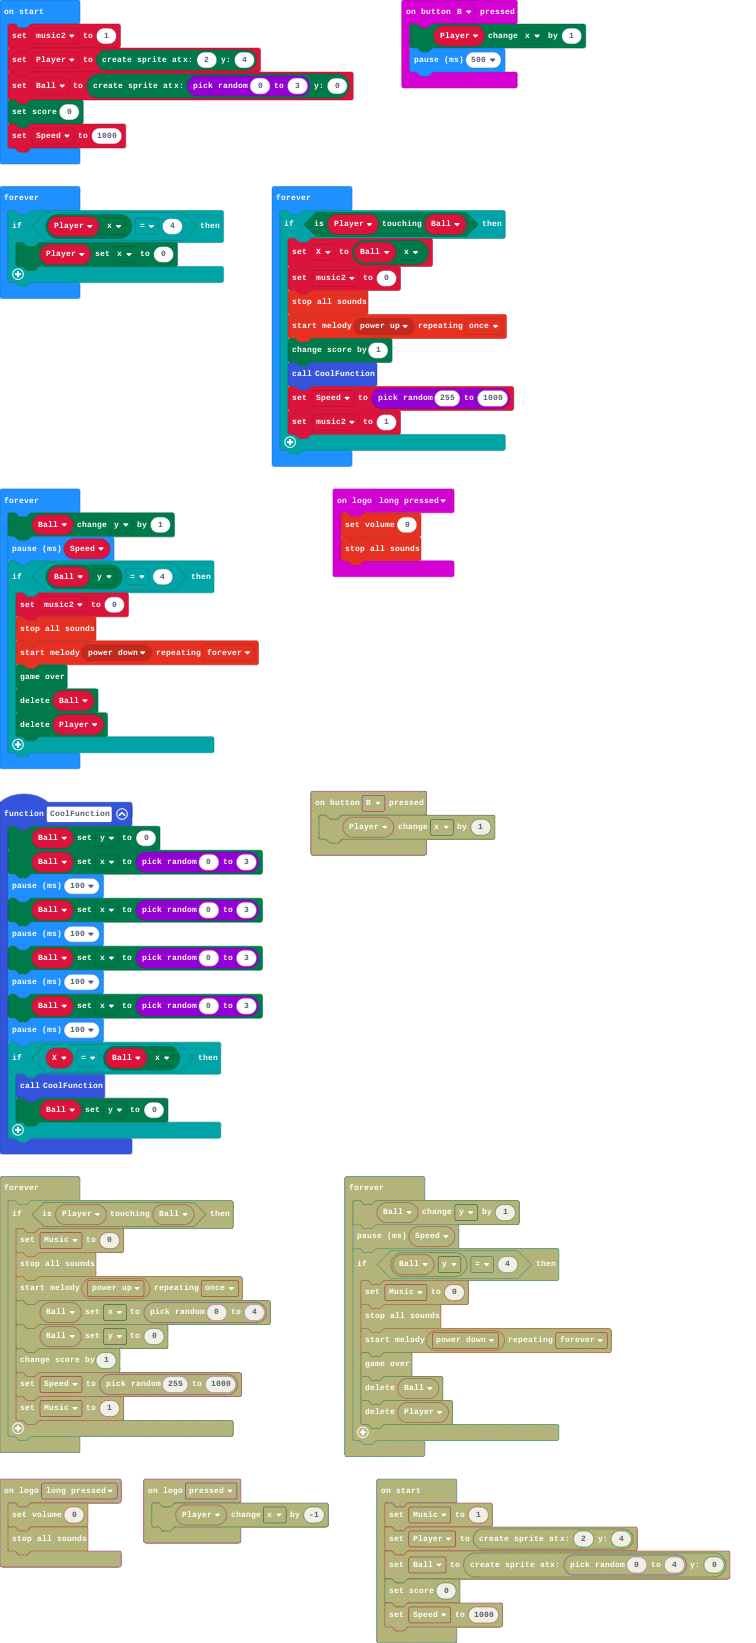 on start
set music2 to 1
set Player to create sprite at x: 2 y: 4
set Ball to create sprite at x: pick random 0 to 3 y: 0
set score 0
set Speed to 1000
on button B pressed
Player change x by 1
pause (ms) 500
forever
if Player x = 4 then
Player set x to 0
forever
if is Player touching Ball then
set X to Ball x
set music2 to 0
stop all sounds
start melody power up repeating once
change score by 1
call CoolFunction
set Speed to pick random 255 to 1000
set music2 to 1
forever
Ball change y by 1
pause (ms) Speed
if Ball y = 4 then
set music2 to 0
stop all sounds
start melody power down repeating forever
game over
delete Ball
delete Player
on logo long pressed
set volume 0
stop all sounds
function CoolFunction
Ball set y to 0
Ball set x to pick random 0 to 3
pause (ms) 100
Ball set x to pick random 0 to 3
pause (ms) 100
Ball set x to pick random 0 to 3
pause (ms) 100
Ball set x to pick random 0 to 3
pause (ms) 100
if X = Ball x then
call CoolFunction
Ball set y to 0
on button B pressed
Player change x by 1
forever
if is Player touching Ball then
set Music to 0
stop all sounds
start melody power up repeating once
Ball set x to pick random 0 to 4
Ball set y to 0
change score by 1
set Speed to pick random 255 to 1000
set Music to 1
forever
Ball change y by 1
pause (ms) Speed
if Ball y = 4 then
set Music to 0
stop all sounds
start melody power down repeating forever
game over
delete Ball
delete Player
on logo long pressed
set volume 0
stop all sounds
on logo pressed
Player change x by -1
on start
set Music to 1
set Player to create sprite at x: 2 y: 4
set Ball to create sprite at x: pick random 0 to 4 y: 0
set score 0
set Speed to 1000